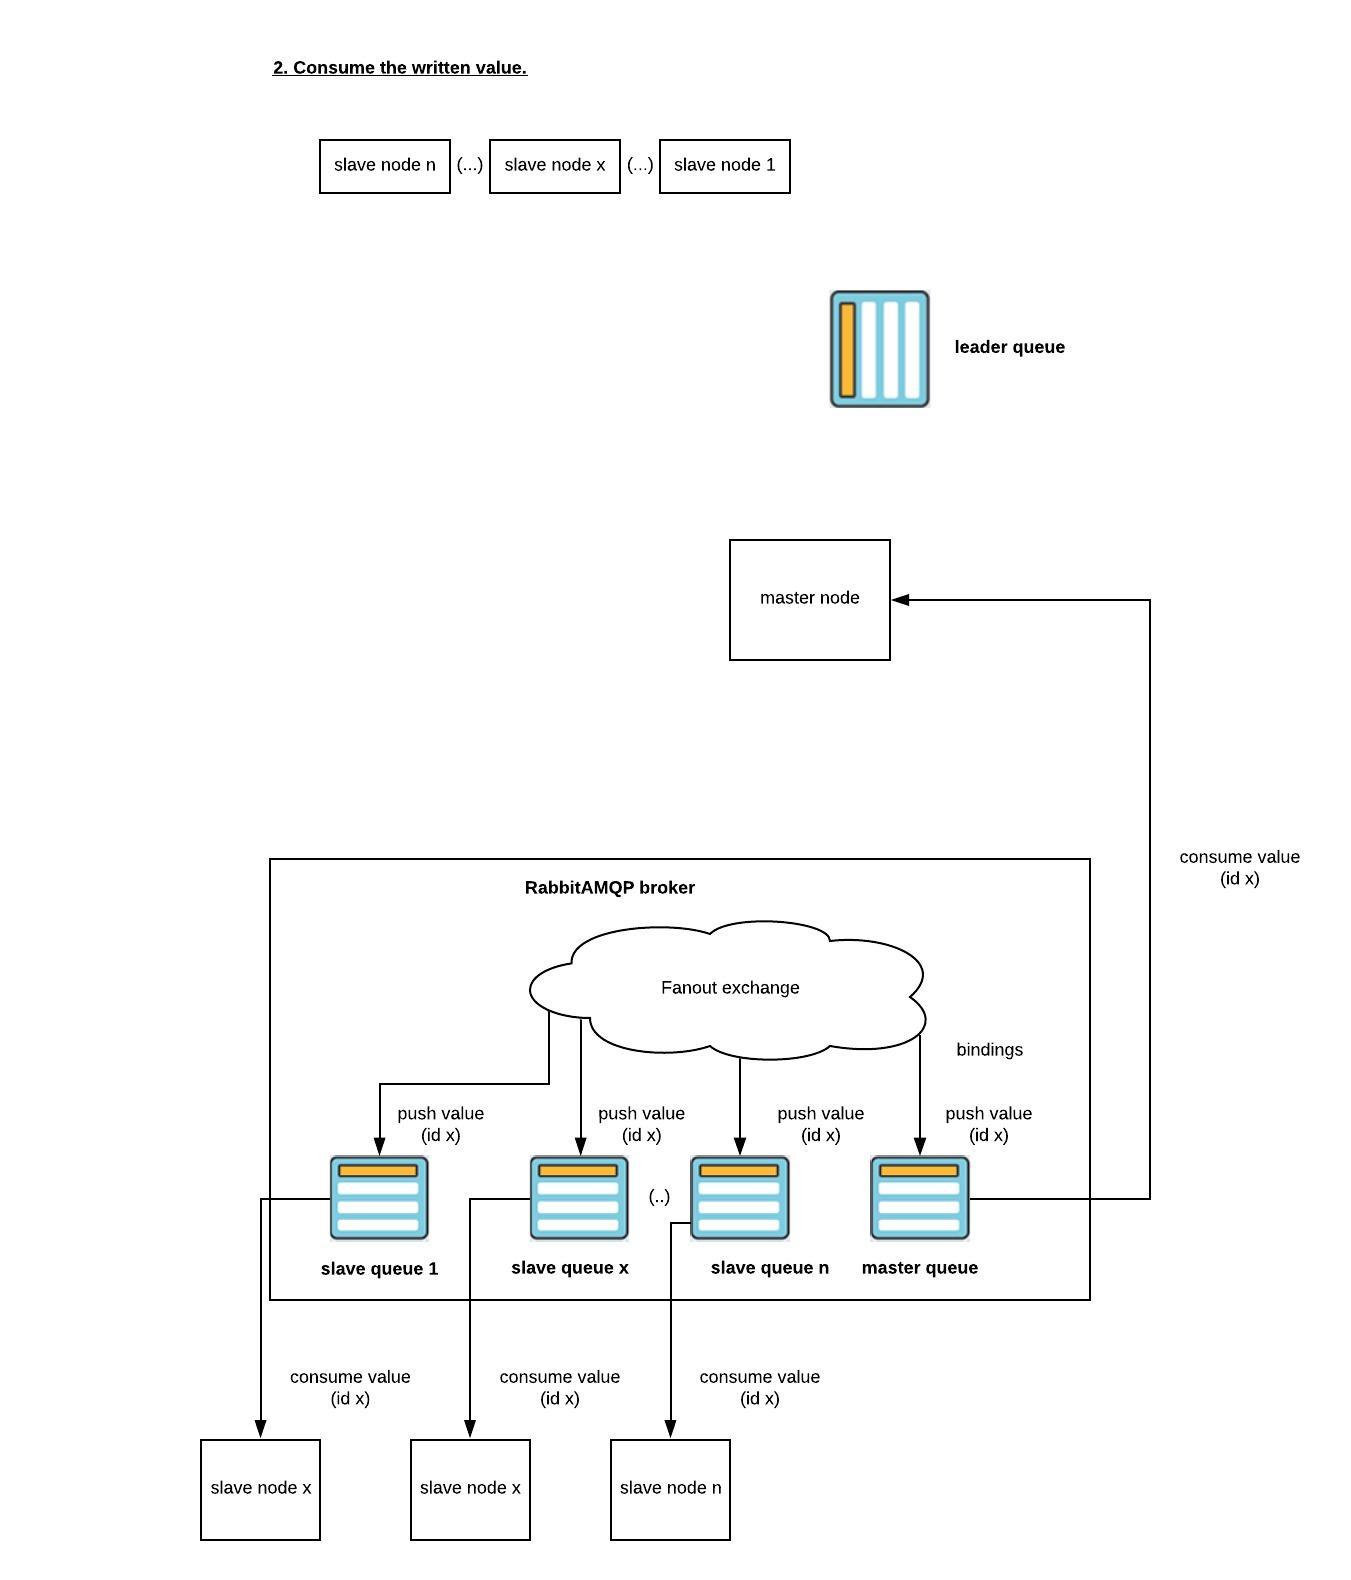 2. Consume the written value.
slave node n
(...)
slave node x
(...)
slave node 1
leader queue
master node
consume value
(id x)
RabbitAMQP broker
Fanout exchange
bindings
push value
(id x)
push value
(id x)
push value
(id x)
push value
(id x)
(..)
slave queue 1
slave queue x
slave queue n
master queue
consume value
(id x)
consume value
(id x)
consume value
(id x)
slave node x
slave node x
slave node n